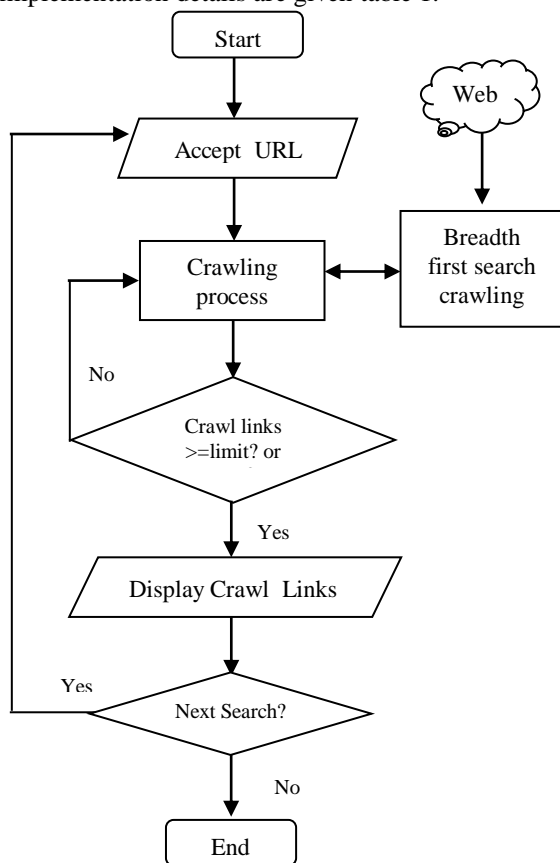 implementation details are given table 1.
Start
Web
Accept URL
Breadth
first search
crawling
Crawling
process
No
Crawl links
>=limit? or
Yes
Display Crawl Links
Yes
Next Search?
No
End